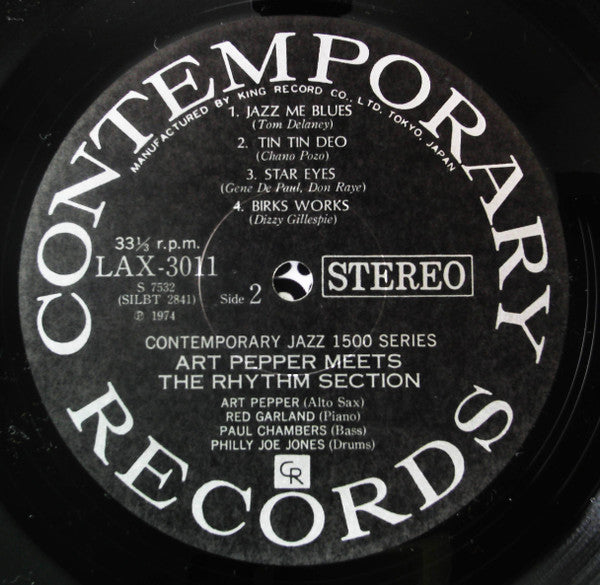 CONTEMPORARY
MANUFACTURED BY KING RECORD CO., LTD. TOKYO, JAPAN
1. JAZZ ME BLUES
(Tom Delaney)
2. TIN TIN DEO
(Chano Pozo)
3. STAR EYES
(Gene De Paul, Don Raye)
4. BIRKS WORKS
(Dizzy Gillespie)
33⅓ r.p.m.
LAX-3011
S 7532
(SILBT 2841)
℗ 1974
Side 2
STEREO
CONTEMPORARY JAZZ 1500 SERIES
ART PEPPER MEETS
THE RHYTHM SECTION
ART PEPPER (Alto Sax)
RED GARLAND (Piano)
PAUL CHAMBERS (Bass)
PHILLY JOE JONES (Drums)
CR
RECORDS